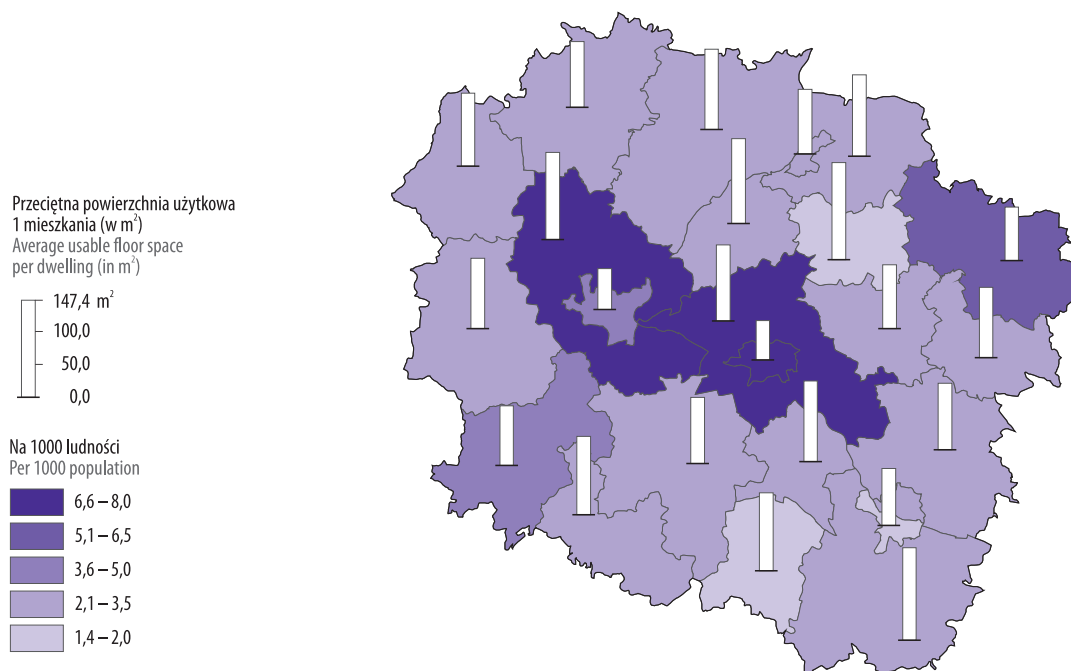 Przeciętna powierzchnia użytkowa
1 mieszkania (w m²)
Average usable floor space
per dwelling (in m²)
147,4 m²
100,0
50,0
0,0
Na 1000 ludności
Per 1000 population
6,6 – 8,0
5,1 – 6,5
3,6 – 5,0
2,1 – 3,5
1,4 – 2,0